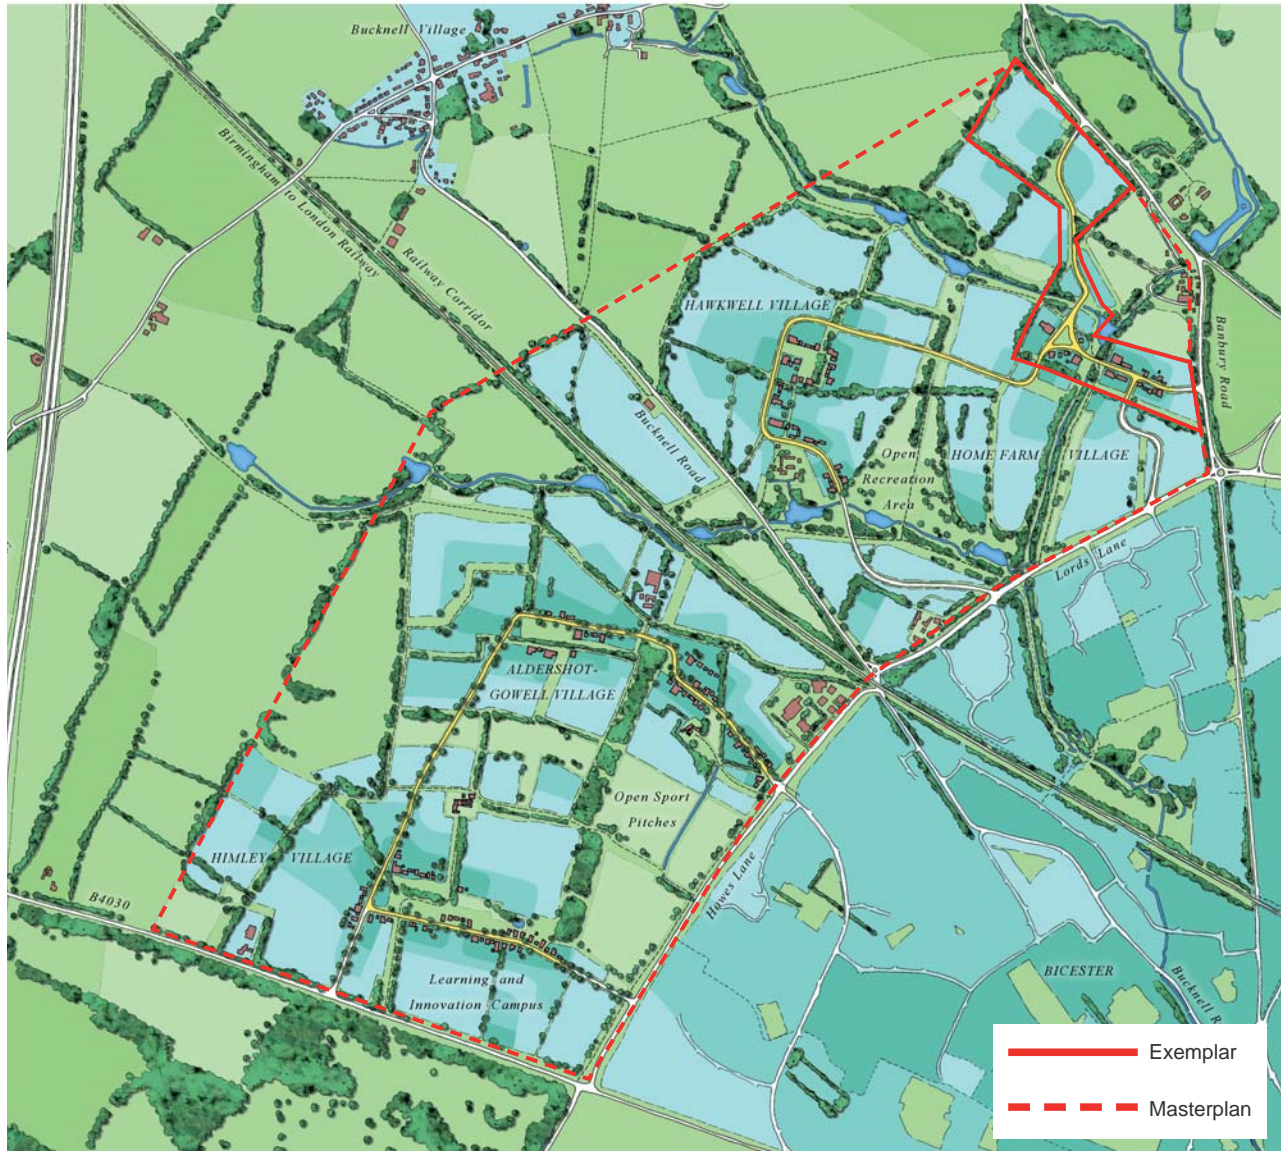 Bucknell Village
Birmingham to London Railway
Railway Corridor
HAWKWELL VILLAGE
Banbury Road
Bucknell Road
Open
Recreation
Area
HOME FARM VILLAGE
Lords Lane
ALDERSHOT-
GOWELL VILLAGE
Open Sport
Pitches
HIMLEY VILLAGE
Howes Lane
B4030
Learning and
Innovation Campus
BICESTER
Bucknell R
Exemplar
Masterplan